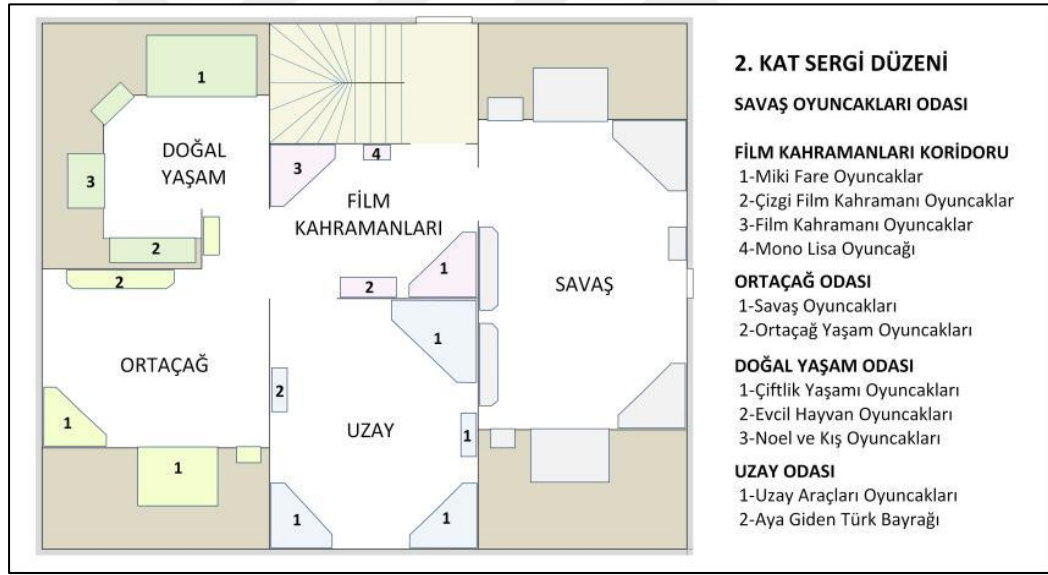 1
DOĞAL
YAŞAM
3
2
2
ORTAÇAĞ
1
1
3
4
FİLM
KAHRAMANLARI
1
2
1
2
UZAY
1
1
1
SAVAŞ
2. KAT SERGİ DÜZENİ
SAVAŞ OYUNCAKLARI ODASI
FİLM KAHRAMANLARI KORİDORU
1-Miki Fare Oyuncaklar
2-Çizgi Film Kahramanı Oyuncaklar
3-Film Kahramanı Oyuncaklar
4-Mono Lisa Oyuncağı
ORTAÇAĞ ODASI
1-Savaş Oyuncakları
2-Ortaçağ Yaşam Oyuncakları
DOĞAL YAŞAM ODASI
1-Çiftlik Yaşamı Oyuncakları
2-Evcil Hayvan Oyuncakları
3-Noel ve Kış Oyuncakları
UZAY ODASI
1-Uzay Araçları Oyuncakları
2-Aya Giden Türk Bayrağı